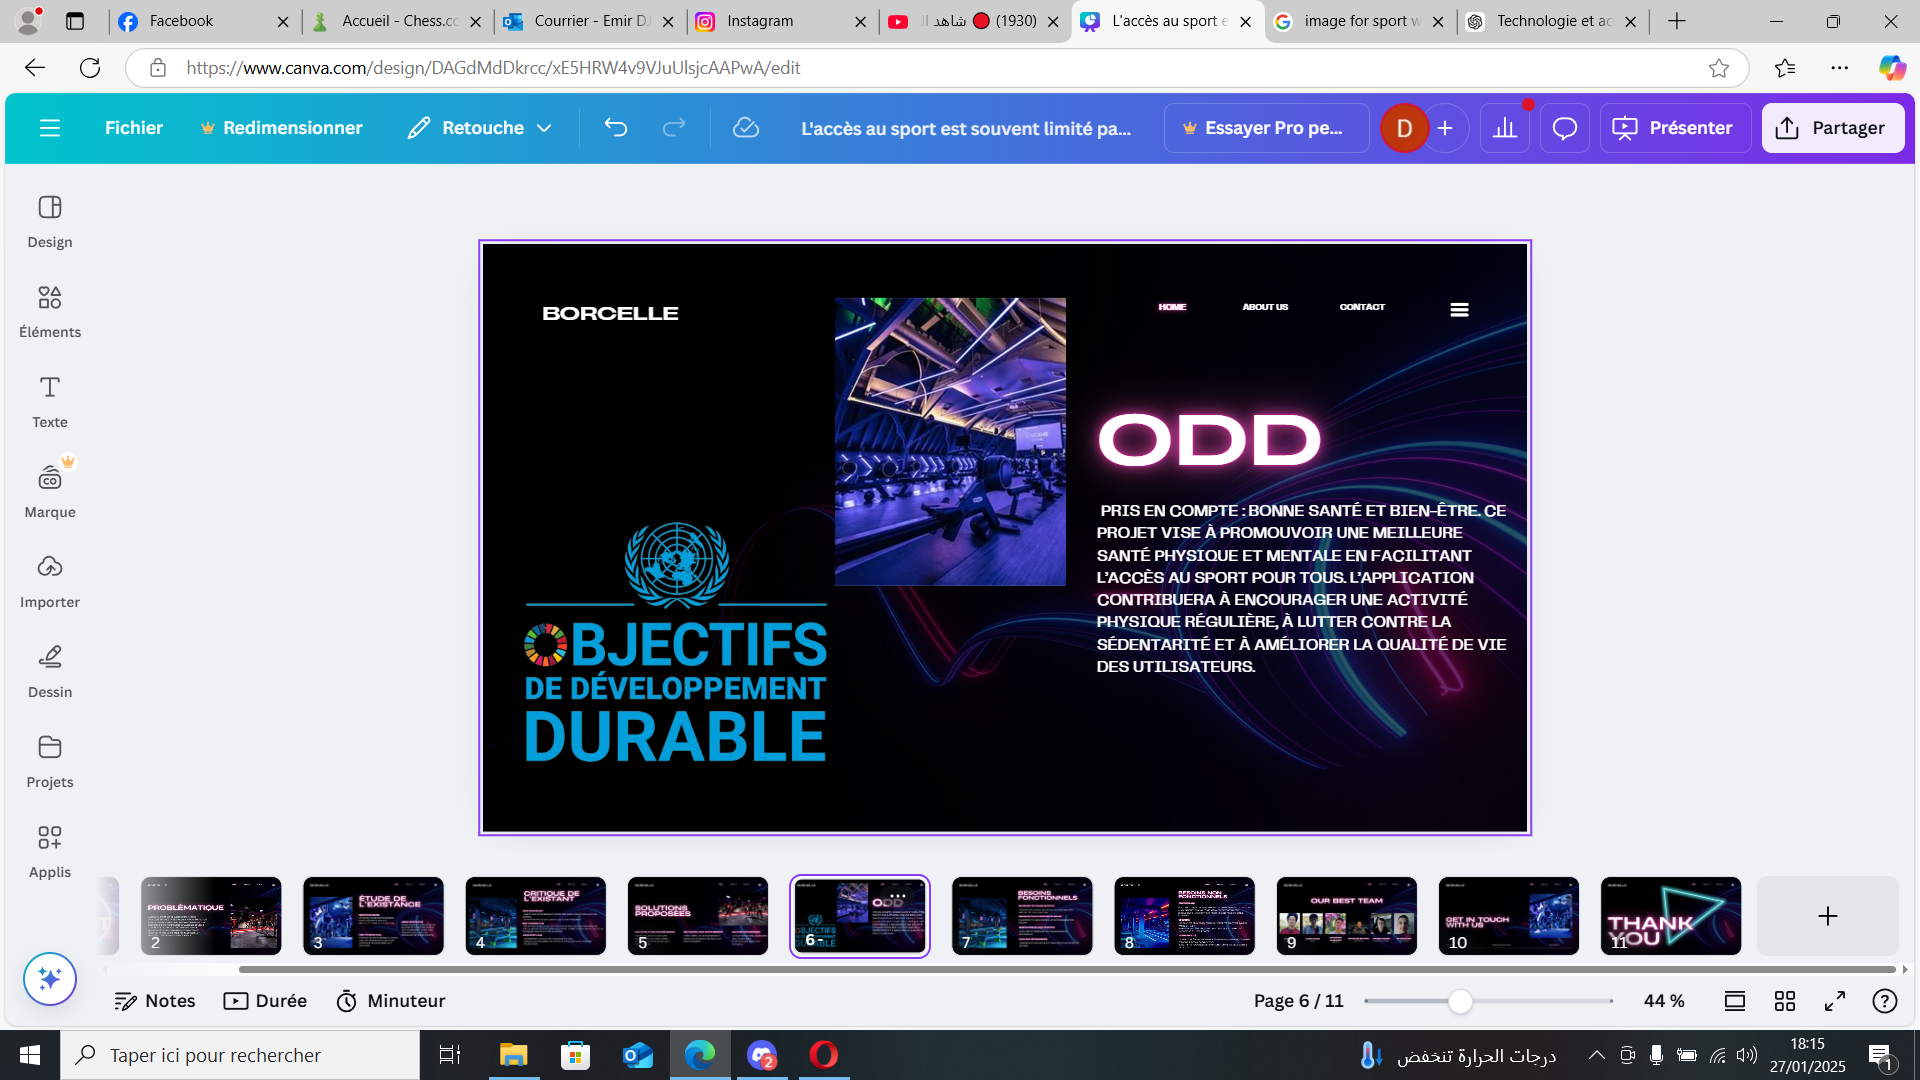 Facebook
Accueil - Chess.cc
Courrier - Emir D
Instagram
(1930) شاهد ال
L'accès au sport e
image for sport w
Technologie et ac
https://www.canva.com/design/DAGdMdDkrcc/xE5HRW4v9VJuUlsjcAAPwA/edit
Fichier
Redimensionner
Retouche
L'accès au sport est souvent limité pa...
Essayer Pro pe...
D
Présenter
Partager
Design
Éléments
Texte
Marque
Importer
Dessin
Projets
Applis
BORCELLE
HOME
ABOUT US
CONTACT
ODD
PRIS EN COMPTE : BONNE SANTÉ ET BIEN-ÊTRE. CE
PROJET VISE À PROMOUVOIR UNE MEILLEURE
SANTÉ PHYSIQUE ET MENTALE EN FACILITANT
L'ACCÈS AU SPORT POUR TOUS. L'APPLICATION
CONTRIBUERA À ENCOURAGER UNE ACTIVITÉ
PHYSIQUE RÉGULIÈRE, À LUTTER CONTRE LA
SÉDENTARITÉ ET À AMÉLIORER LA QUALITÉ DE VIE
DES UTILISATEURS.
OBJECTIFS
DE DÉVELOPPEMENT
DURABLE
PROBLÉMATIQUE
2
ÉTUDE DE
L'EXISTANCE
3
CRITIQUE DE
L'EXISTANT
4
SOLUTIONS
PROPOSÉES
5
ODD
OBJECTIFS
DURABLE
6 -
BESOINS
FONCTIONNELS
7
BESOINS NON
FONCTIONNELS
8
OUR BEST TEAM
9
GET IN TOUCH
WITH US
10
THANK
YOU
11
Notes
Durée
Minuteur
Page 6 / 11
44 %
Taper ici pour rechercher
2
درجات الحرارة تنخفض
18:15
27/01/2025
1